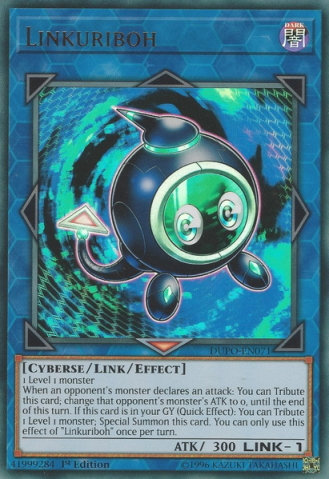 LINKURIBOH
DARK
闇
DUPO-EN071
[CYBERSE/LINK/EFFECT]
1 Level 1 monster
When an opponent's monster declares an attack: You can Tribute
this card; change that opponent's monster's ATK to 0, until the end
of this turn. If this card is in your GY (Quick Effect): You can Tribute
1 Level 1 monster; Special Summon this card. You can only use this
effect of "Linkuriboh" once per turn.
ATK/ 300 LINK-1
41999284 1st Edition ©1996 KAZUKI TAKAHASHI